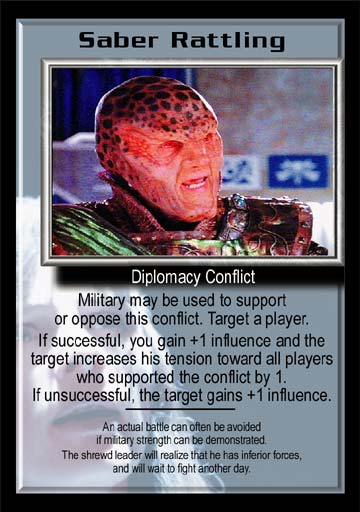 Saber Rattling
Diplomacy Conflict
Military may be used to support
or oppose this conflict. Target a player.
If successful, you gain +1 influence and the
target increases his tension toward all players
who supported the conflict by 1.
If unsuccessful, the target gains +1 influence.
An actual battle can often be avoided
if military strength can be demonstrated.
The shrewd leader will realize that he has inferior forces,
and will wait to fight another day.